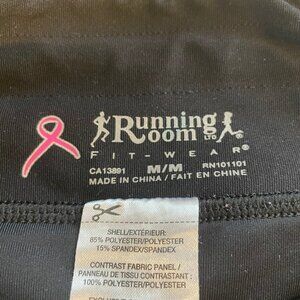 Running
Room LTD ®
FIT-WEAR®
CA13891 M/M RN101101
MADE IN CHINA / FAIT EN CHINE
SHELL/EXTÉRIEUR:
85% POLYESTER/POLYESTER
15% SPANDEX/SPANDEX
CONTRAST FABRIC PANEL /
PANNEAU DE TISSU CONTRASTANT :
100% POLYESTER/POLYESTER